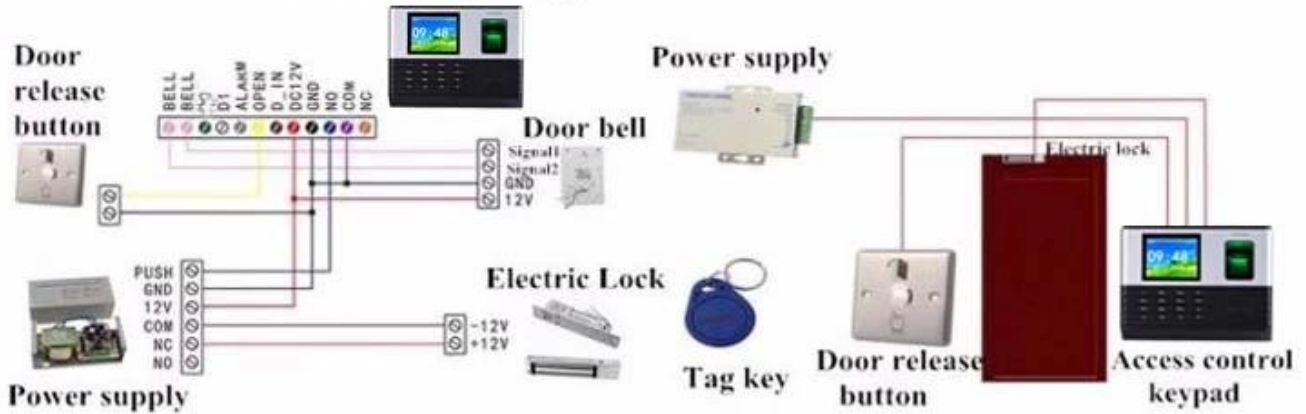 09:48
Door
release
button
BELL
BELL
D1
ALARM
OPEN
D_IN
DC12V
GND
NO
COM
NC
Door bell
Signal1
Signal2
GND
12V
PUSH
GND
12V
COM
NC
NO
Power supply
Electric Lock
-12V
+12V
Tag key
Power supply
Electric lock
Door release
button
09:48
Access control
keypad